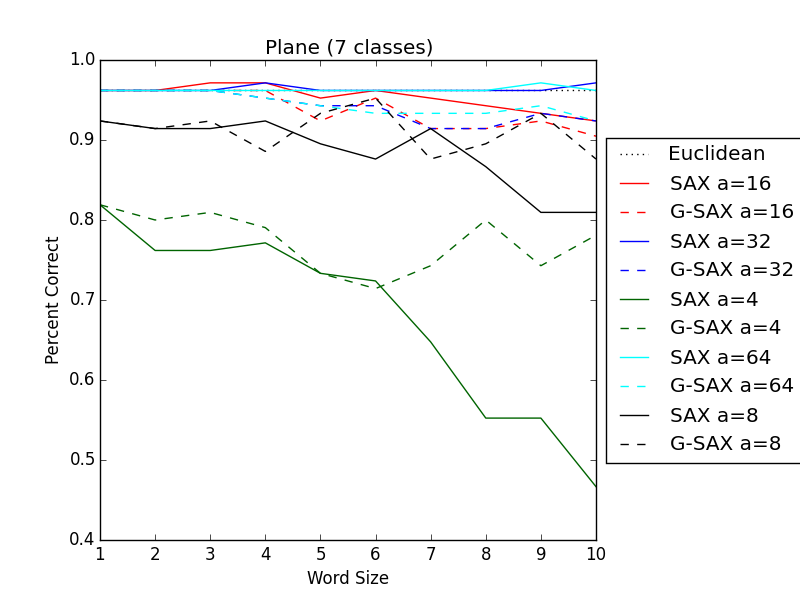 Plane (7 classes)
1.0
0.9
0.8
0.7
0.6
0.5
0.4
Percent Correct
1 2 3 4 5 6 7 8 9 10
Word Size
Euclidean
SAX a=16
G-SAX a=16
SAX a=32
G-SAX a=32
SAX a=4
G-SAX a=4
SAX a=64
G-SAX a=64
SAX a=8
G-SAX a=8